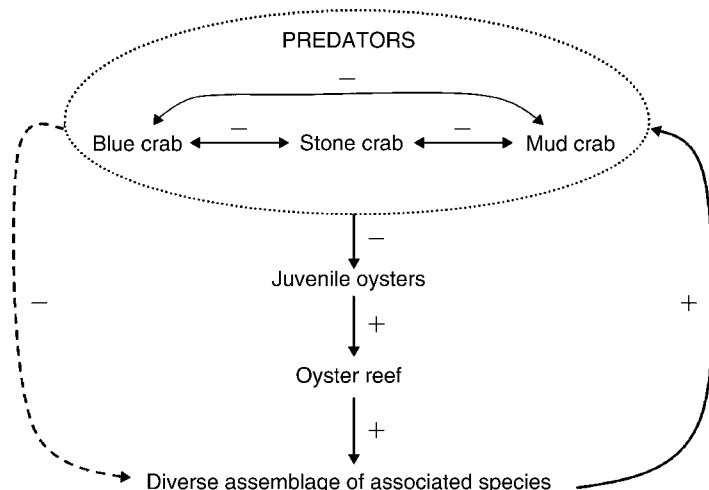 PREDATORS
−
Blue crab − Stone crab − Mud crab
−
Juvenile oysters
− +
+
Oyster reef
+
Diverse assemblage of associated species